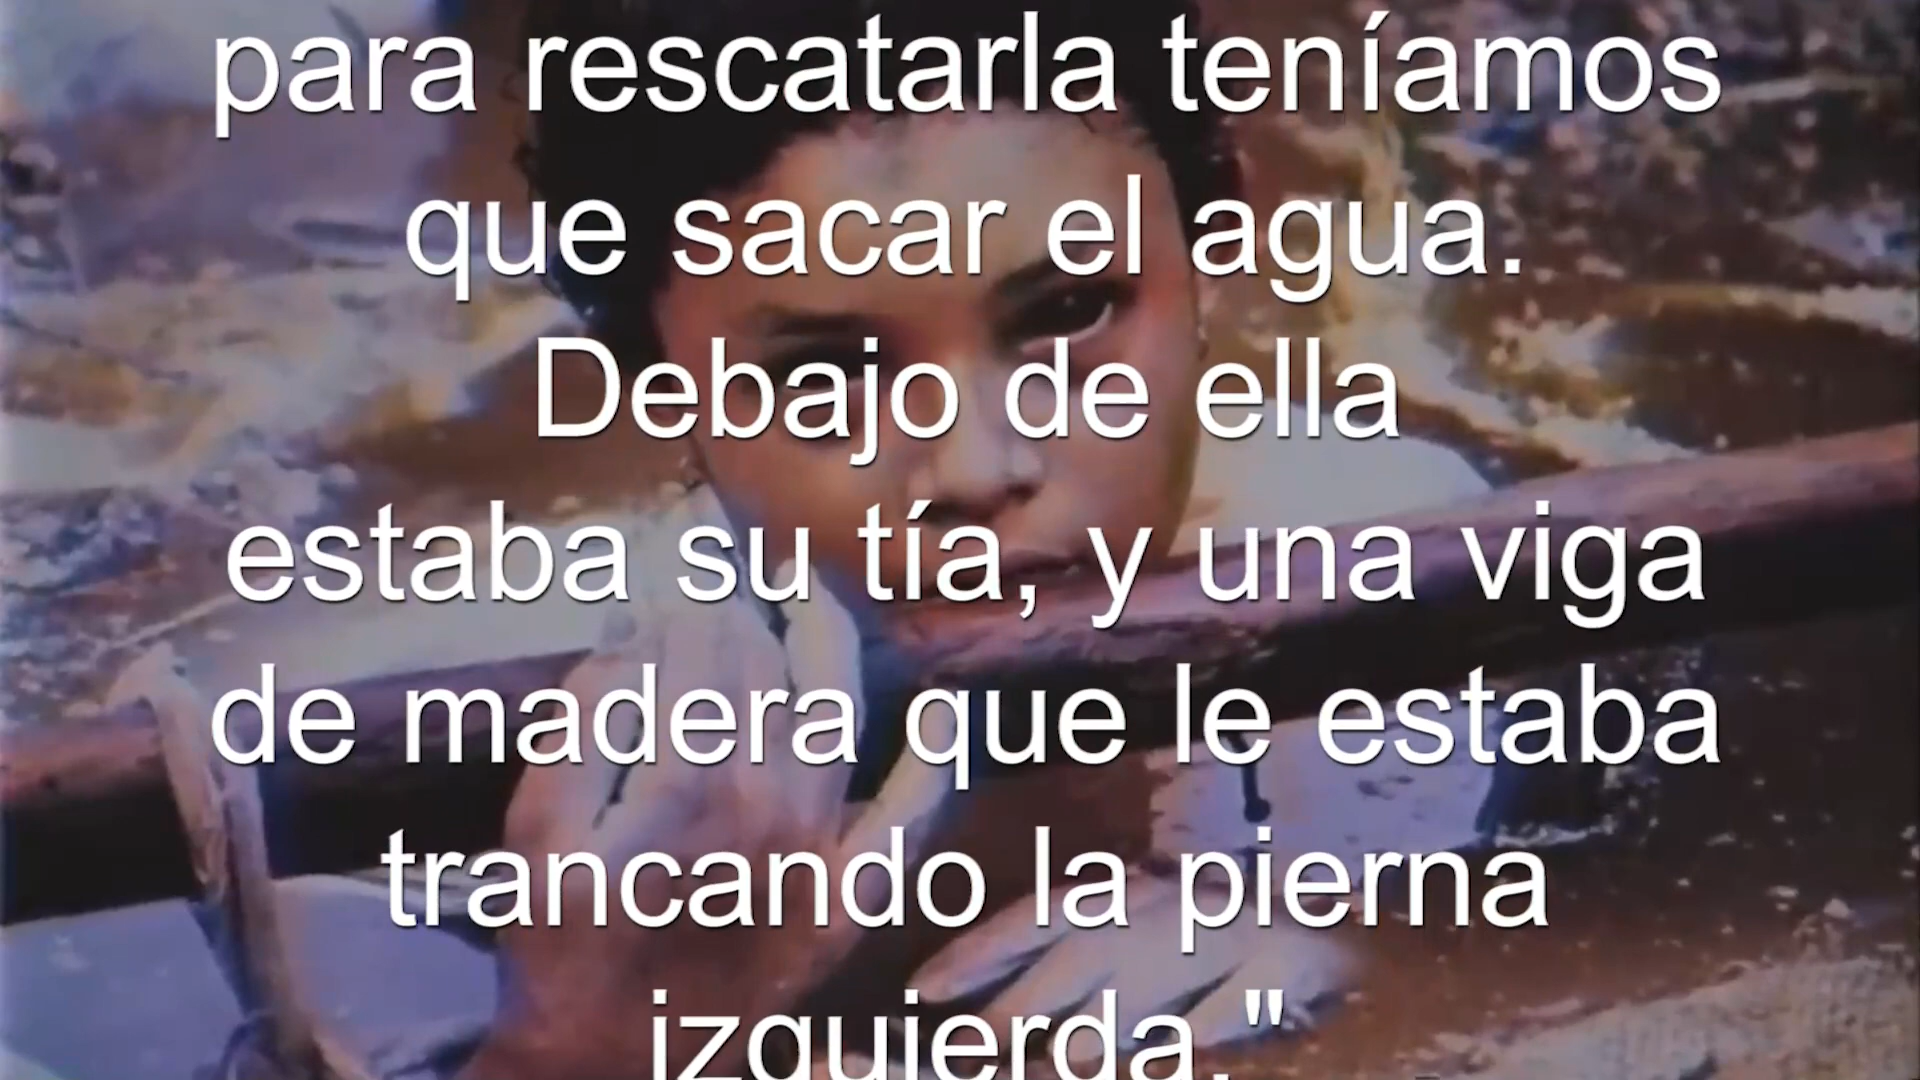 para rescatarla teníamos
que sacar el agua.
Debajo de ella
estaba su tía, y una viga
de madera que le estaba
trancando la pierna
izquierda."